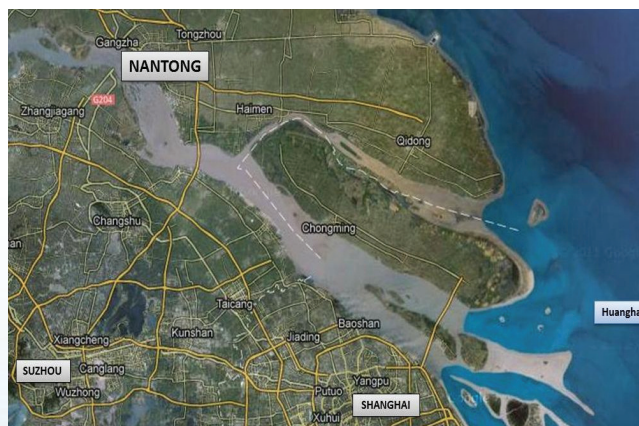 Tongzhou
Gangzha
NANTONG
Zhangjiagang
G204
Haimen
Qidong
Changshu
Chongming
Taicang
Huangha
Baoshan
Xiangcheng
Kunshan
Jiading
SUZHOU
Canglang
Wuzhong
Putuo
Yangpu
SHANGHAI
Xuhui